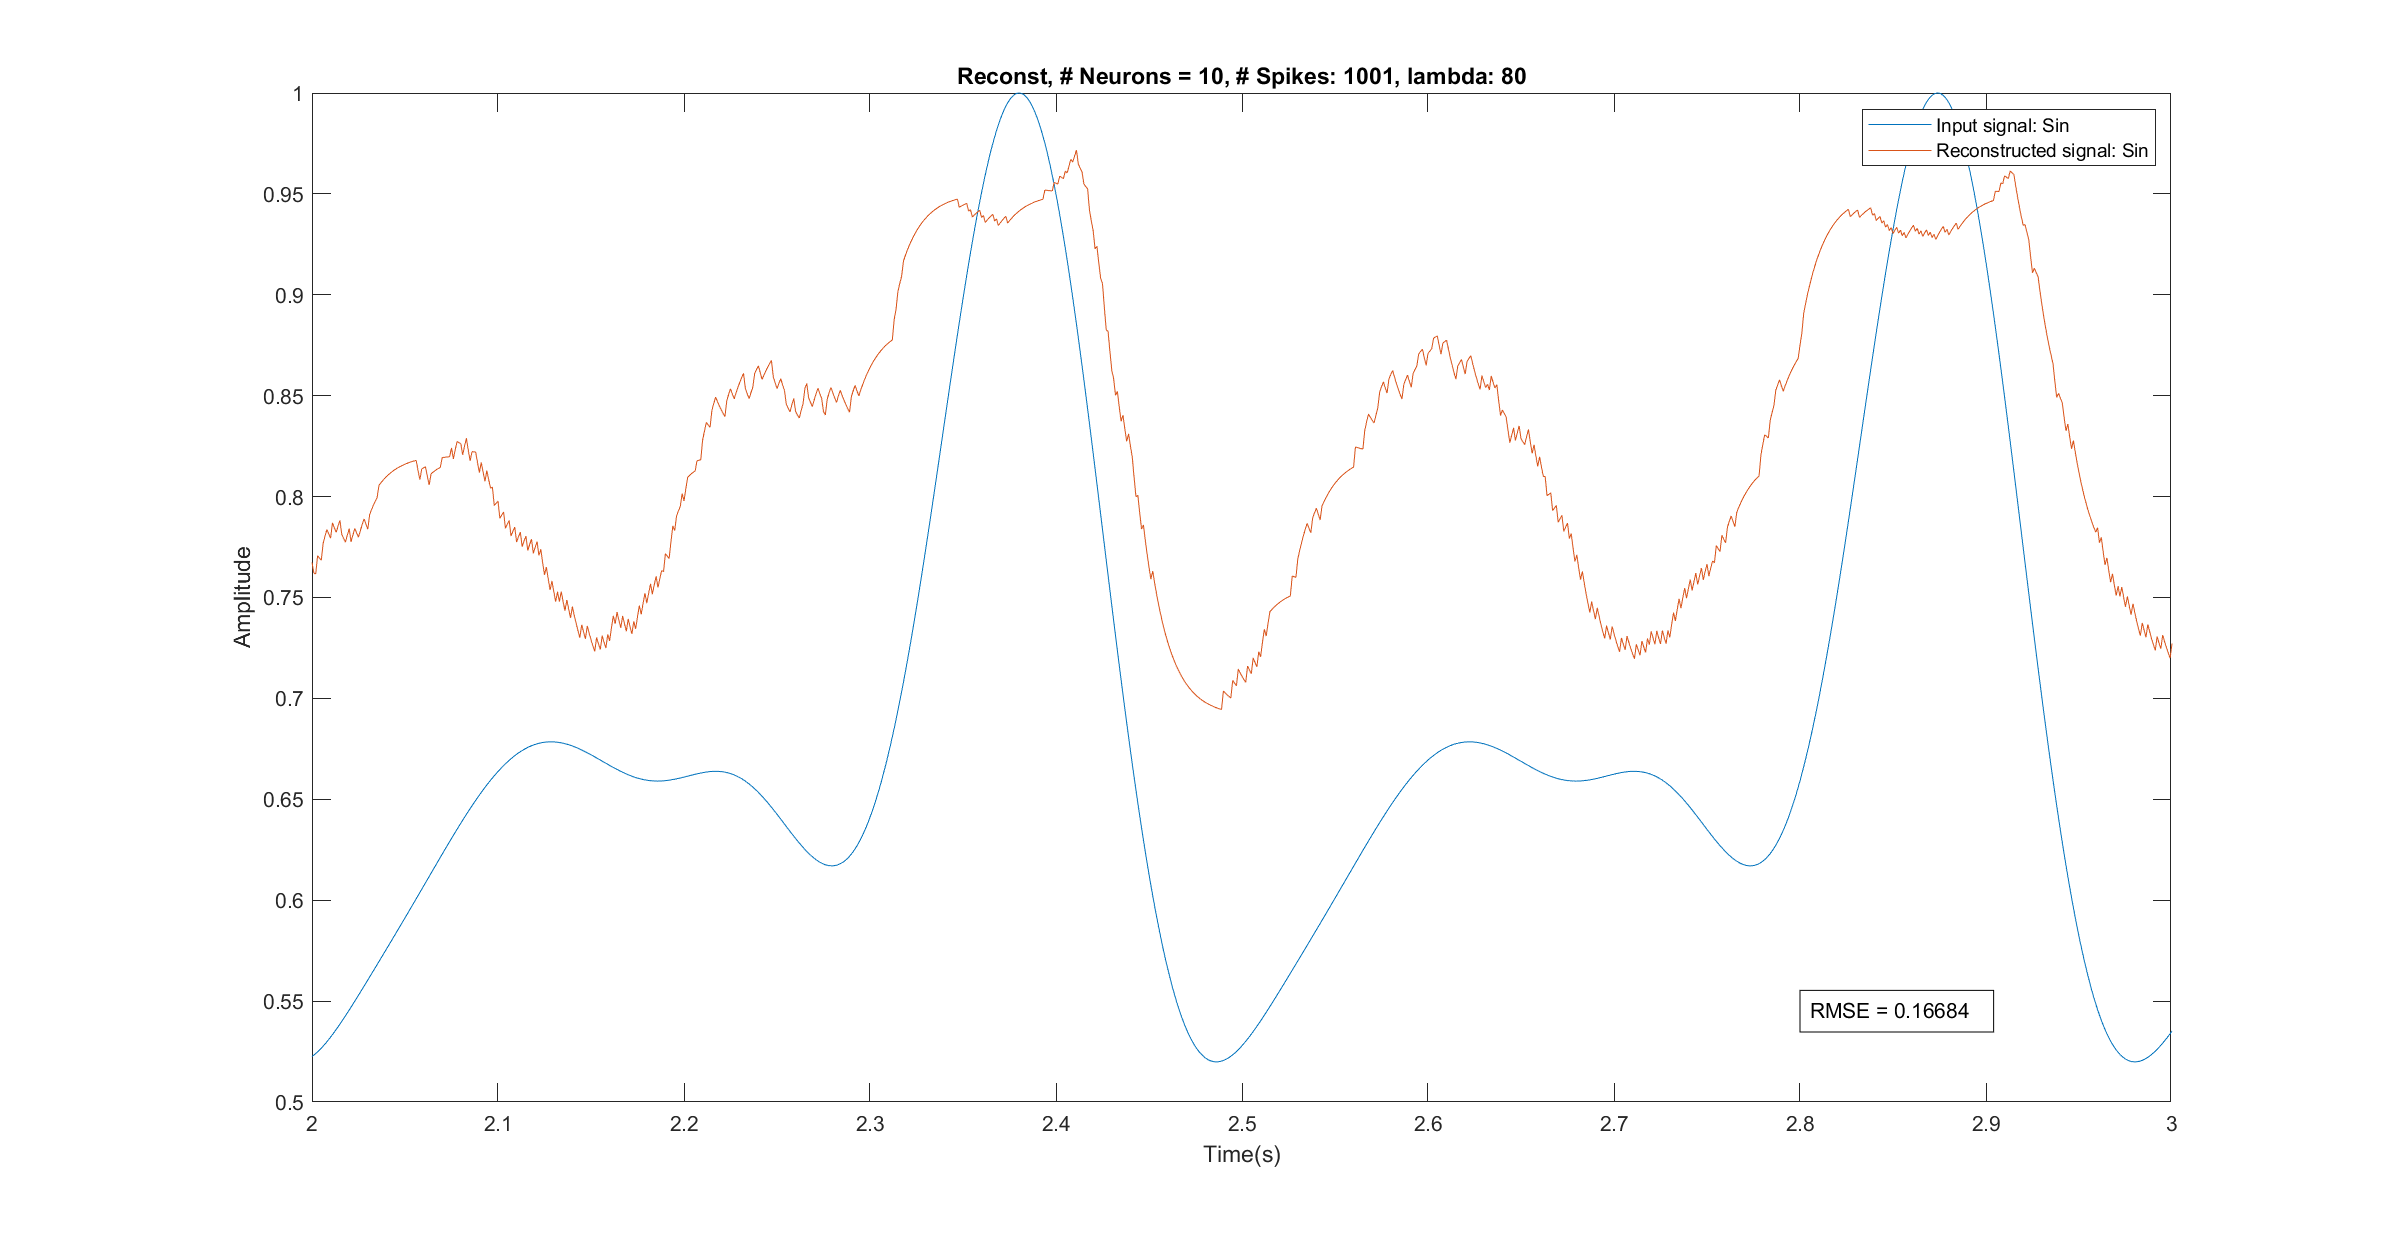 Reconst, # Neurons = 10, # Spikes: 1001, lambda: 80
1
0.95
0.9
0.85
0.8
0.75
0.7
0.65
0.6
0.55
0.5
Amplitude
Input signal: Sin
Reconstructed signal: Sin
RMSE = 0.16684
2 2.1 2.2 2.3 2.4 2.5 2.6 2.7 2.8 2.9 3
Time(s)